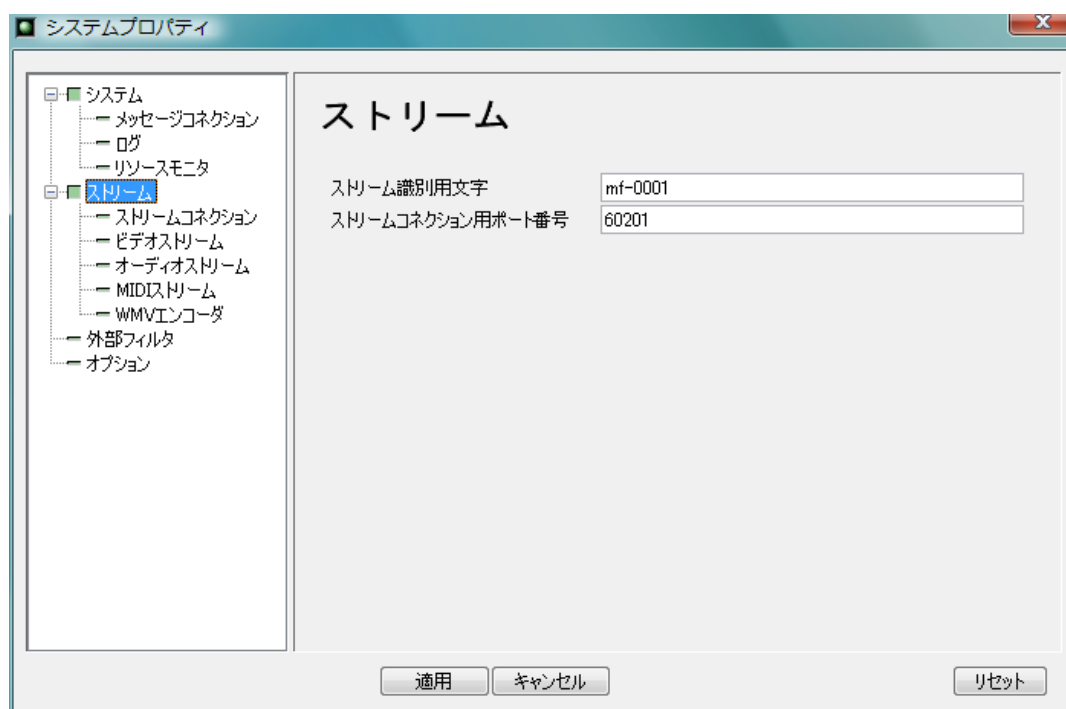 システムプロパティ
システム
メッセージコネクション
ログ
リソースモニタ
ストリーム
ストリームコネクション
ビデオストリーム
オーディオストリーム
MIDIストリーム
WMVエンコーダ
外部フィルタ
オプション
ストリーム
ストリーム識別用文字 mf-0001
ストリームコネクション用ポート番号 60201
適用 キャンセル リセット